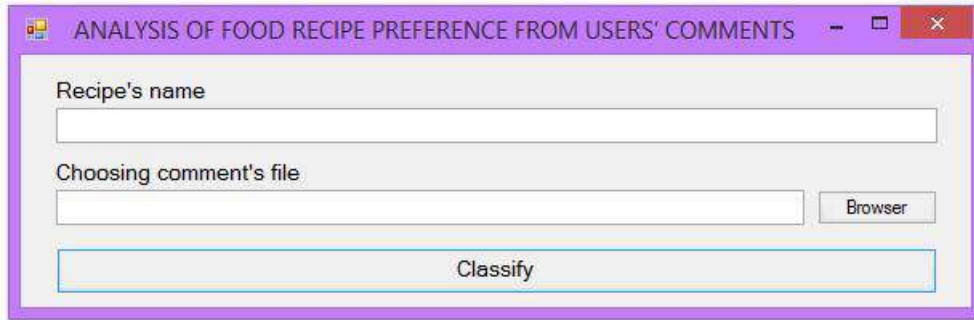 ANALYSIS OF FOOD RECIPE PREFERENCE FROM USERS' COMMENTS
Recipe's name
Choosing comment's file
Browser
Classify